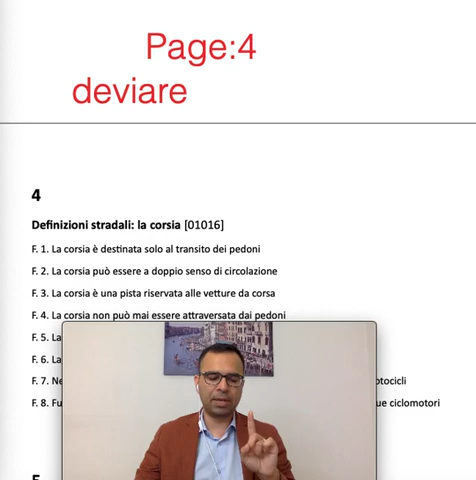 Page:4
deviare
4
Definizioni stradali: la corsia [01016]
F. 1. La corsia è destinata solo al transito dei pedoni
F. 2. La corsia può essere a doppio senso di circolazione
F. 3. La corsia è una pista riservata alle vetture da corsa
F. 4. La corsia non può mai essere attraversata dai pedoni
F. 5. La
F. 6. La
F. 7. Ne
F. 8. Fu ue ciclomotori